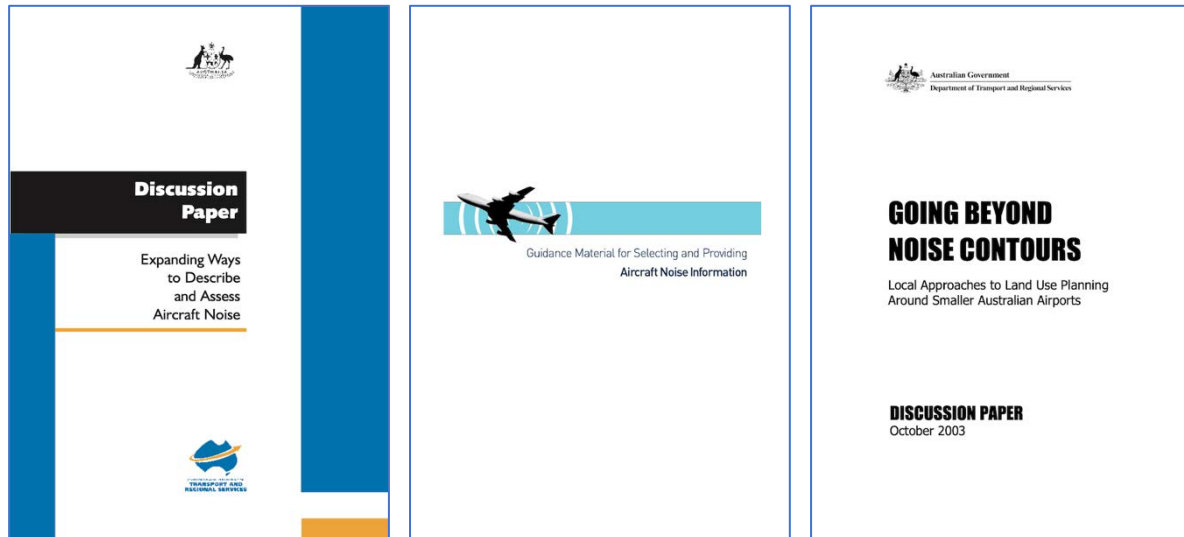 AUSTRALIA
Discussion
Paper
Expanding Ways
to Describe
and Assess
Aircraft Noise
TRANSPORT AND
REGIONAL SERVICES
Guidance Material for Selecting and Providing
Aircraft Noise Information
Australian Government
Department of Transport and Regional Services
GOING BEYOND
NOISE CONTOURS
Local Approaches to Land Use Planning
Around Smaller Australian Airports
DISCUSSION PAPER
October 2003